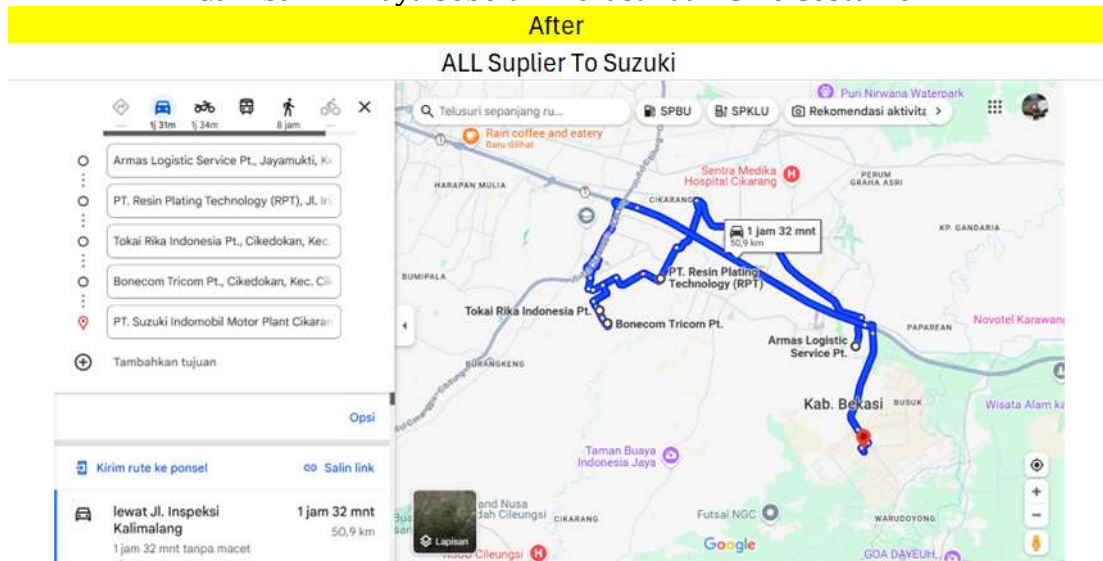 After
ALL Suplier To Suzuki
1j 31m
1j 34m
8 jam
Armas Logistic Service Pt., Jayamukti,
PT. Resin Plating Technology (RPT), Jl.
Tokai Rika Indonesia Pt., Cikedokan, Kec.
Bonecom Tricom Pt., Cikedokan, Kec.
PT. Suzuki Indomobil Motor Plant Cikaran
Tambahkan tujuan
Opsi
Kirim rute ke ponsel
Salin link
lewat Jl. Inspeksi Kalimalang
1 jam 32 mnt
50,9 km
1 jam 32 mnt tanpa macet
Telusuri sepanjang ru...
SPBU
SPKLU
Rekomendasi aktivit
Puri Nirwana Waterpark
Rain coffee and eatery
Baru dilihat
HARAPAN MULIA
Sentra Medika
Hospital Cikarang
PERUM
GRAHA ASRI
CIKARANG
1 jam 32 mnt
50,9 km
KP. GANDARIA
SUMIPALA
PT. Resin Plating
Technology (RPT)
Tokai Rika Indonesia Pt.
Bonecom Tricom Pt.
Armas Logistic
Service Pt.
PAPAREAN
Novotel Karawang
BURANGKENG
Kab. Bekasi
BUSUK
Wisata Alam
Taman Buaya
Indonesia Jaya
and Nusa
ah Cileungsi
CIKARANG
Futsal NGC
WARUDOYONG
Lapisan
Cileungsi
Google
GOA DAYEUH